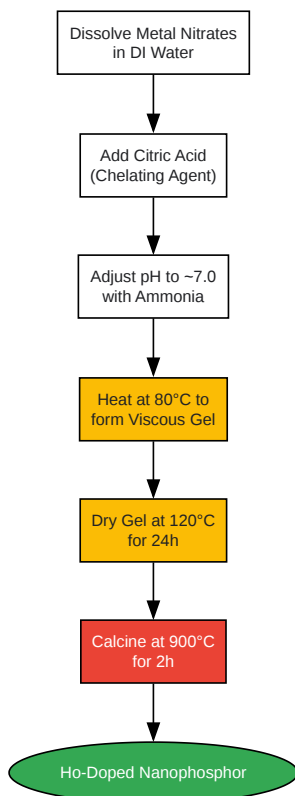 Dissolve Metal Nitrates
in DI Water
Add Citric Acid
(Chelating Agent)
Adjust pH to ~7.0
with Ammonia
Heat at 80°C to
form Viscous Gel
Dry Gel at 120°C
for 24h
Calcine at 900°C
for 2h
Ho-Doped Nanophosphor